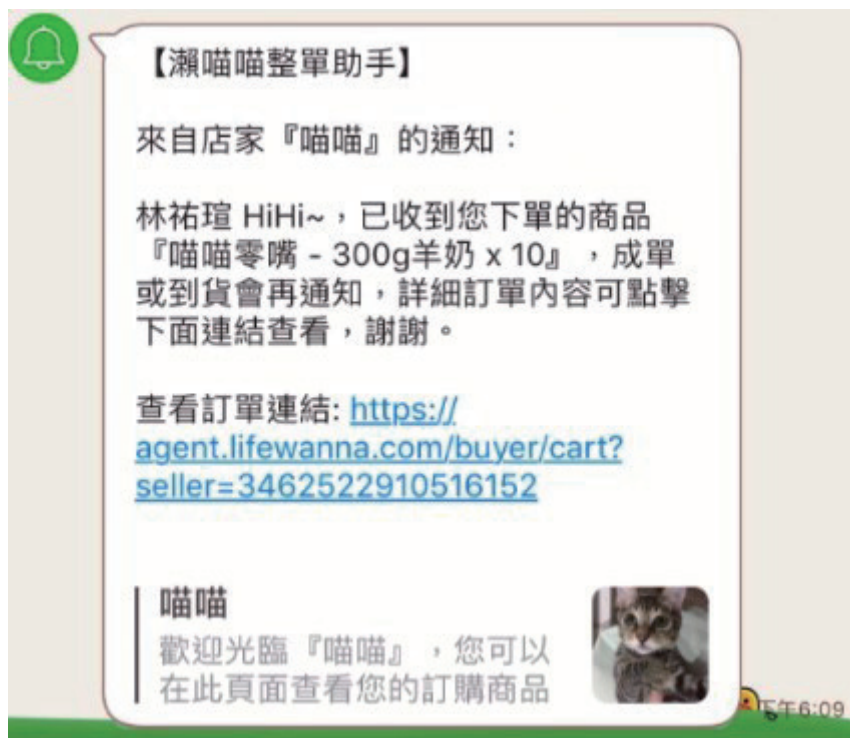 【瀨喵喵整單助手】
來自店家『喵喵』的通知：
林祐瑄 HiHi~，已收到您下單的商品
『喵喵零嘴 - 300g羊奶 x 10』，成單
或到貨會再通知，詳細訂單內容可點擊
下面連結查看，謝謝。
查看訂單連結: https://
agent.lifewanna.com/buyer/cart?
seller=3462522910516152
喵喵
歡迎光臨『喵喵』，您可以
在此頁面查看您的訂購商品
下午6:09